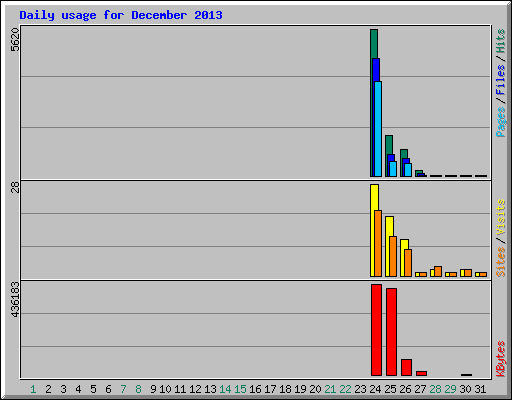 Daily usage for December 2013
5620
Pages / Files / Hits
28
Sites / Visits
436183
KBytes
1 2 3 4 5 6 7 8 9 10 11 12 13 14 15 16 17 18 19 20 21 22 23 24 25 26 27 28 29 30 31